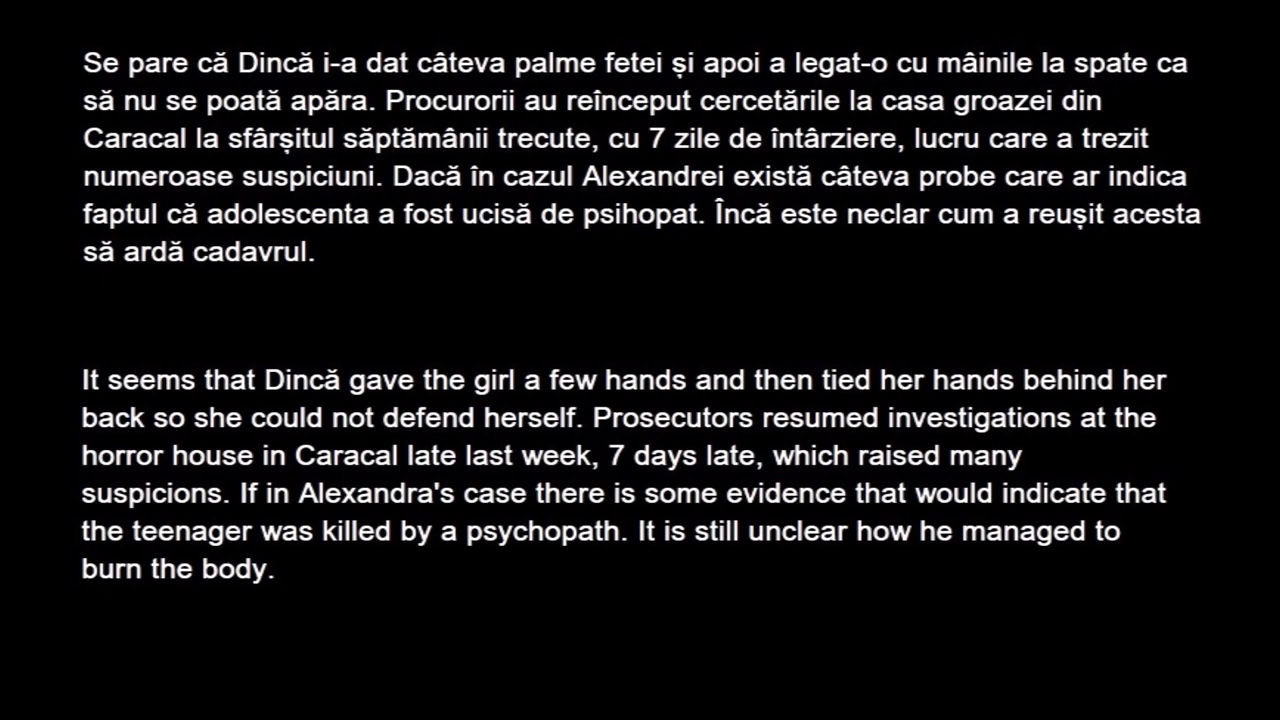 Se pare că Dincă i-a dat câteva palme fetei și apoi a legat-o cu mâinile la spate ca
să nu se poată apăra. Procurorii au reînceput cercetările la casa groazei din
Caracal la sfârșitul săptămânii trecute, cu 7 zile de întârziere, lucru care a trezit
numeroase suspiciuni. Dacă în cazul Alexandrei există câteva probe care ar indica
faptul că adolescenta a fost ucisă de psihopat. Încă este neclar cum a reușit acesta
să ardă cadavrul.
It seems that Dincă gave the girl a few hands and then tied her hands behind her
back so she could not defend herself. Prosecutors resumed investigations at the
horror house in Caracal late last week, 7 days late, which raised many
suspicions. If in Alexandra's case there is some evidence that would indicate that
the teenager was killed by a psychopath. It is still unclear how he managed to
burn the body.